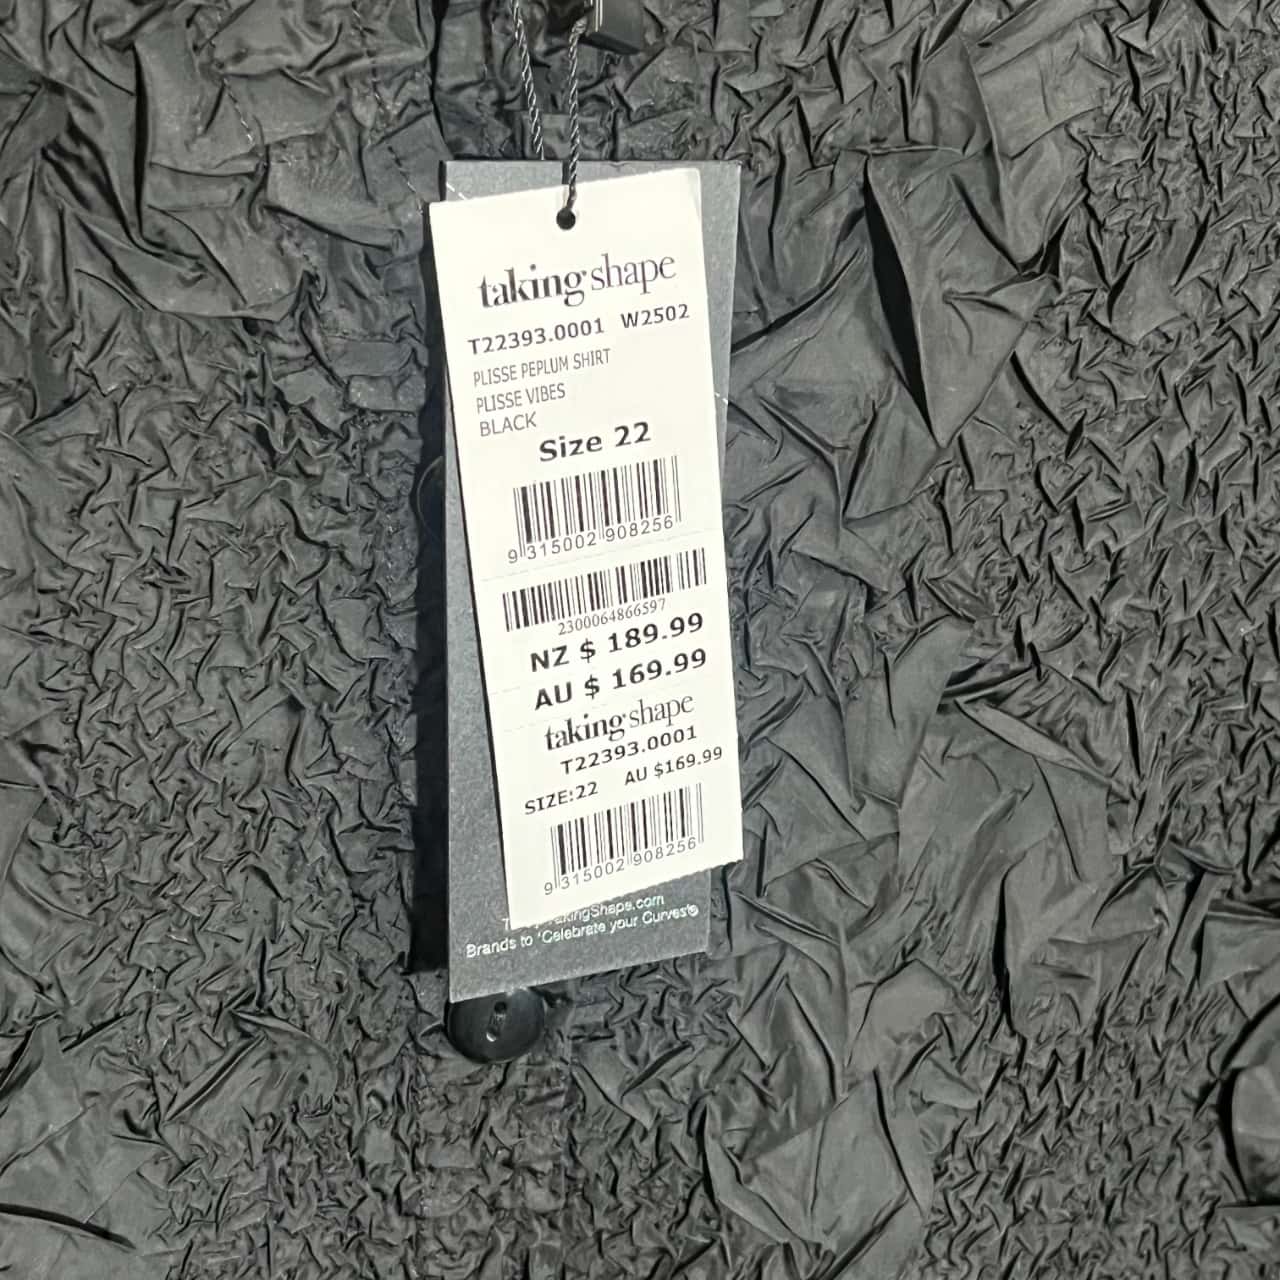 taking shape
T22393.0001 W2502
PLISSE PEPLUM SHIRT
PLISSE VIBES
BLACK
Size 22
9 315002 908256
2300064866597
NZ $ 189.99
AU $ 169.99
taking shape
T22393.0001
SIZE:22 AU $169.99
9 315002 908256
akingShape.com
Brands to 'Celebrate your Curves'®